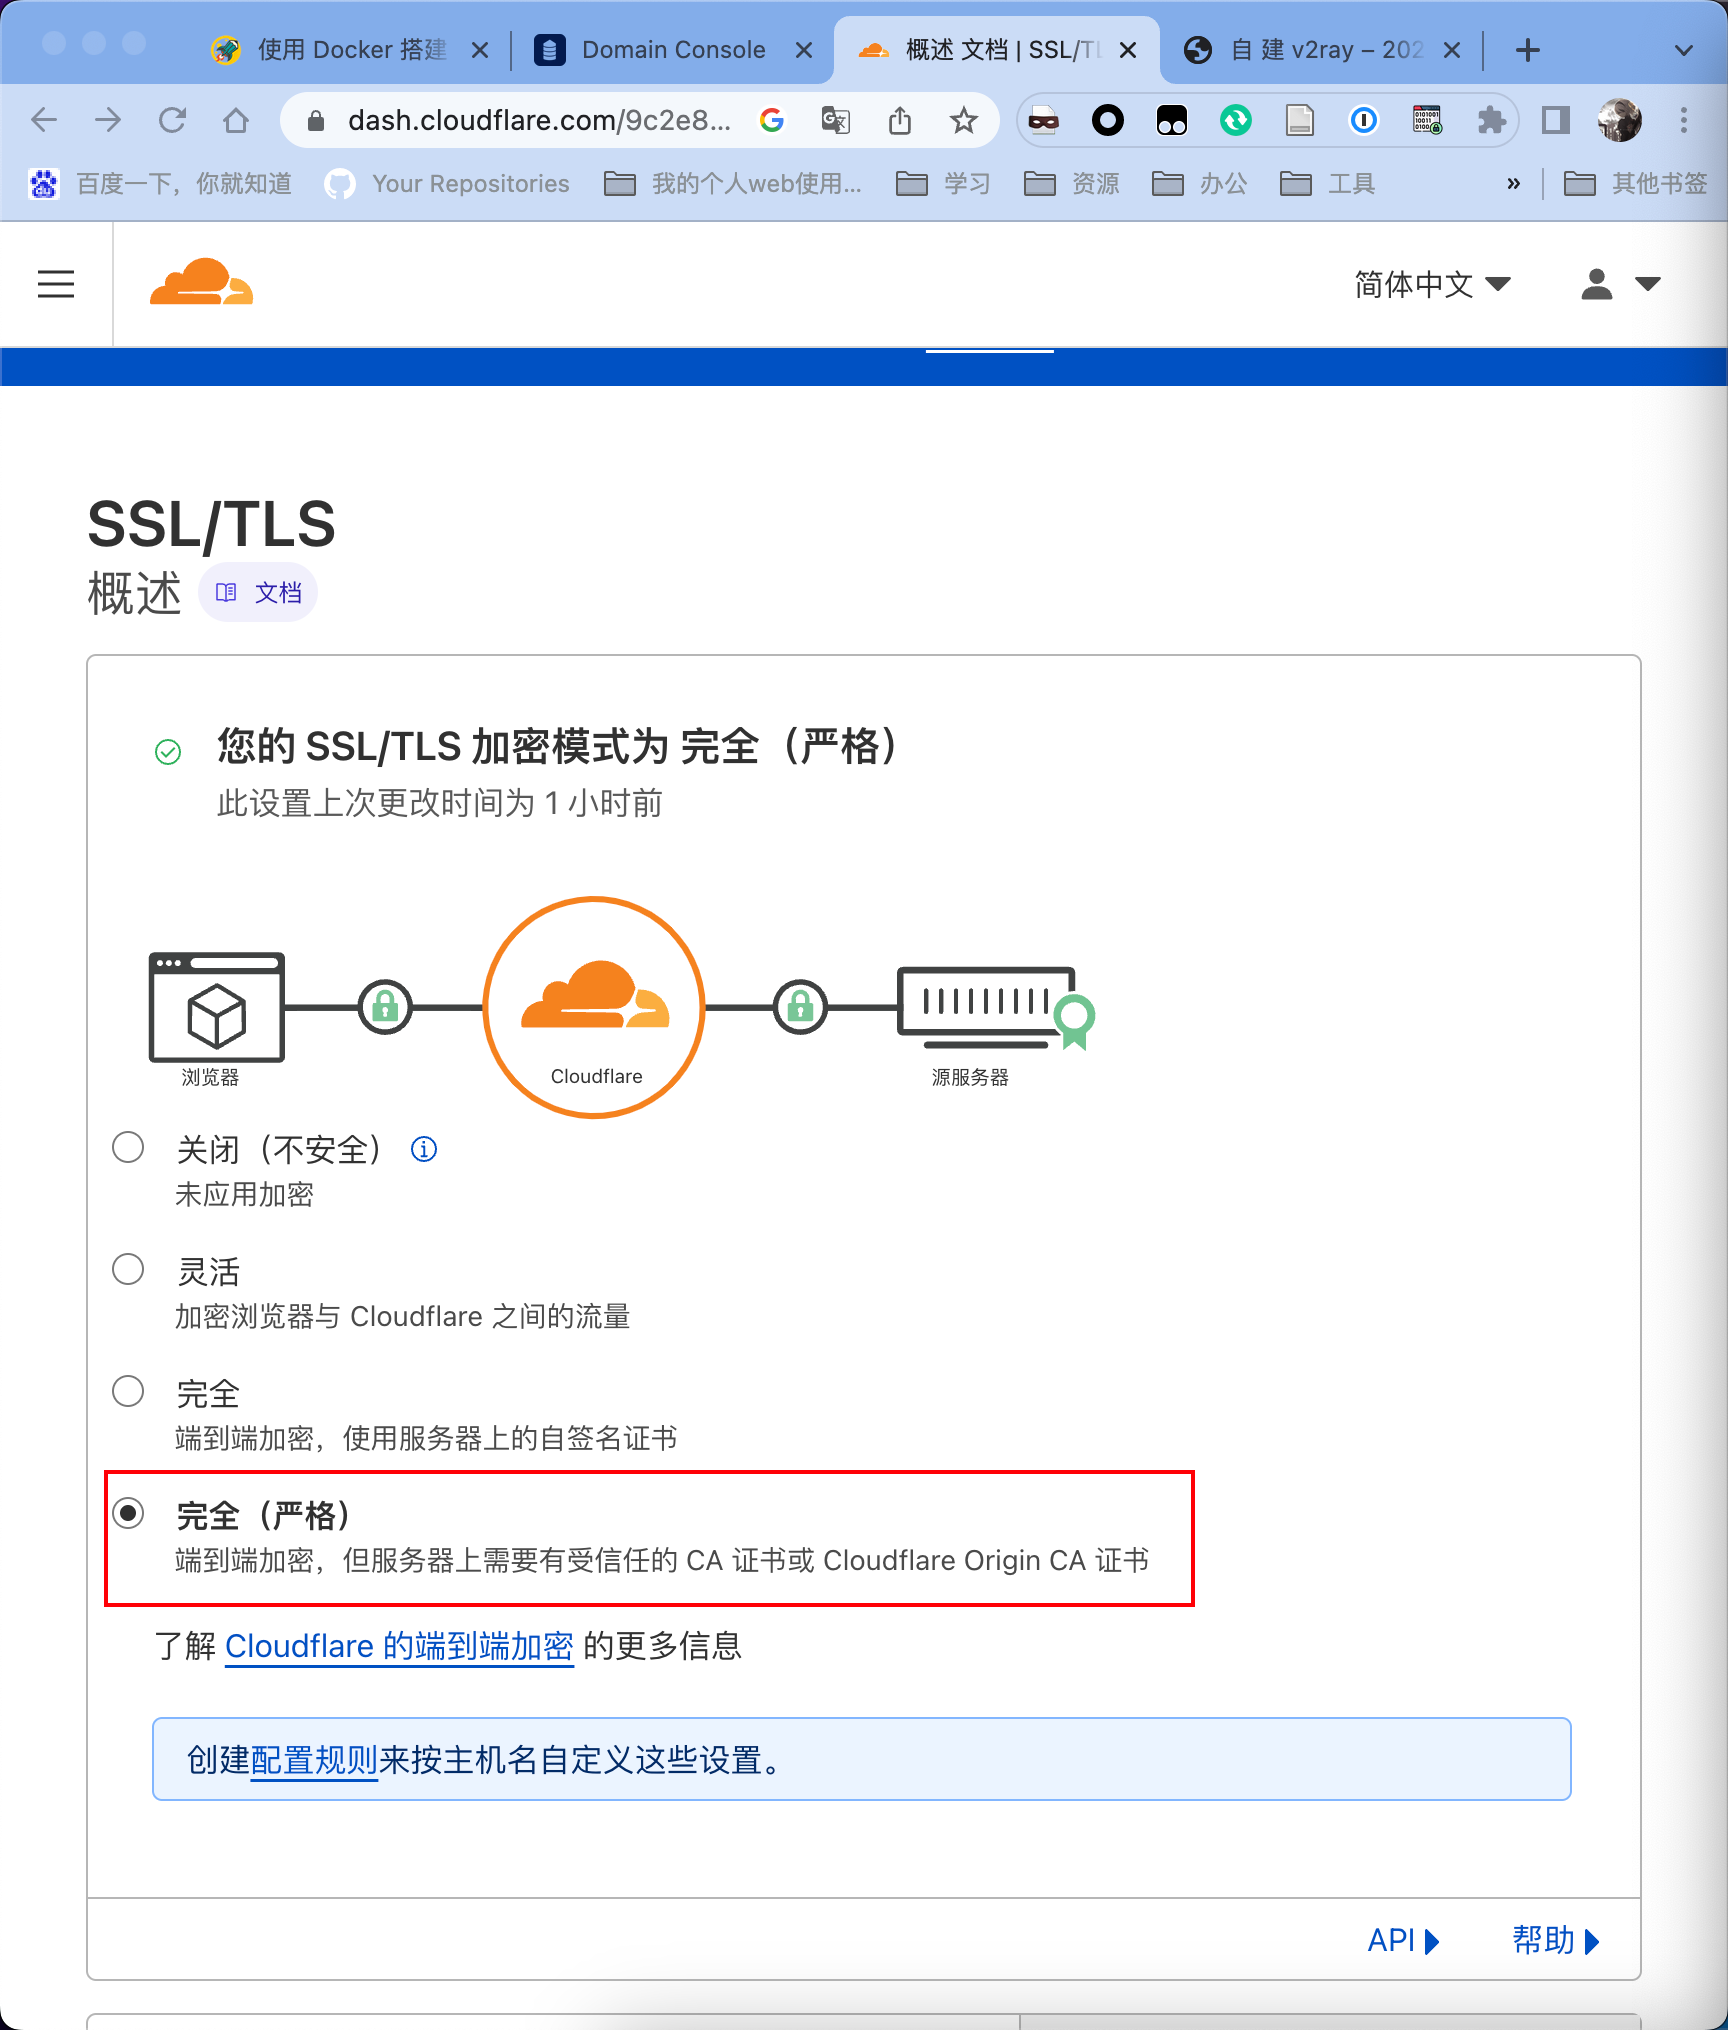 使用 Docker 搭建
Domain Console
概述 文档 | SSL/TL
自 建 v2ray – 202
dash.cloudflare.com/9c2e8...
百度一下，你就知道
Your Repositories
我的个人web使用...
学习
资源
办公
工具
»
其他书签
简体中文
SSL/TLS
概述
文档
您的 SSL/TLS 加密模式为 完全（严格）
此设置上次更改时间为 1 小时前
浏览器
Cloudflare
源服务器
关闭（不安全）
未应用加密
灵活
加密浏览器与 Cloudflare 之间的流量
完全
端到端加密，使用服务器上的自签名证书
完全（严格）
端到端加密，但服务器上需要有受信任的 CA 证书或 Cloudflare Origin CA 证书
了解 Cloudflare 的端到端加密 的更多信息
创建配置规则来按主机名自定义这些设置。
API
帮助